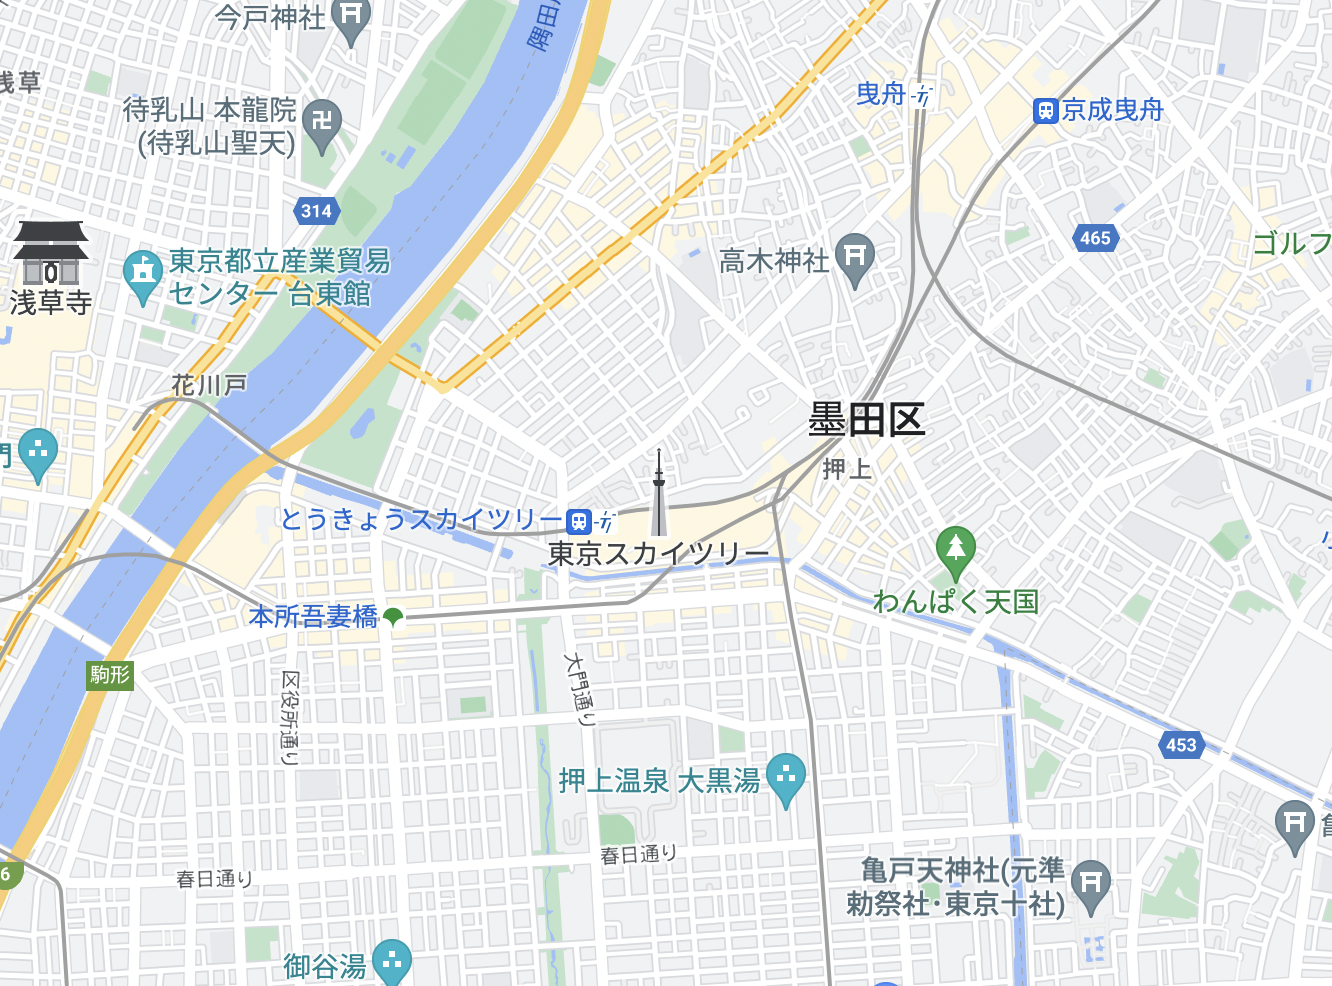 今戸神社
隅田川
浅草
待乳山 本龍院
(待乳山聖天)
曳舟
京成曳舟
314
465
ゴルフ
東京都立産業貿易
センター 台東館
高木神社
浅草寺
花川戸
墨田区
押上
門
とうきょうスカイツリー
東京スカイツリー
わんぱく天国
本所吾妻橋
駒形
区役所通り
大門通り
453
押上温泉 大黒湯
春日通り
亀戸天神社(元準
勅祭社･東京十社)
6
春日通り
御谷湯